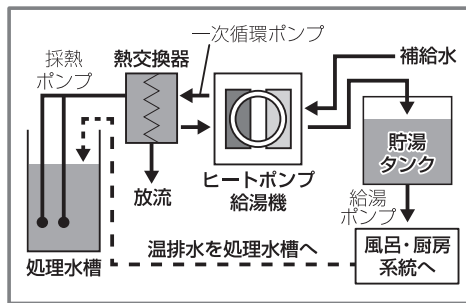 一次循環ポンプ
採熱
ポンプ
熱交換器
補給水
貯湯
タンク
放流
ヒートポンプ
給湯機
給湯
ポンプ
温排水を処理水槽へ
風呂・厨房
系統へ
処理水槽